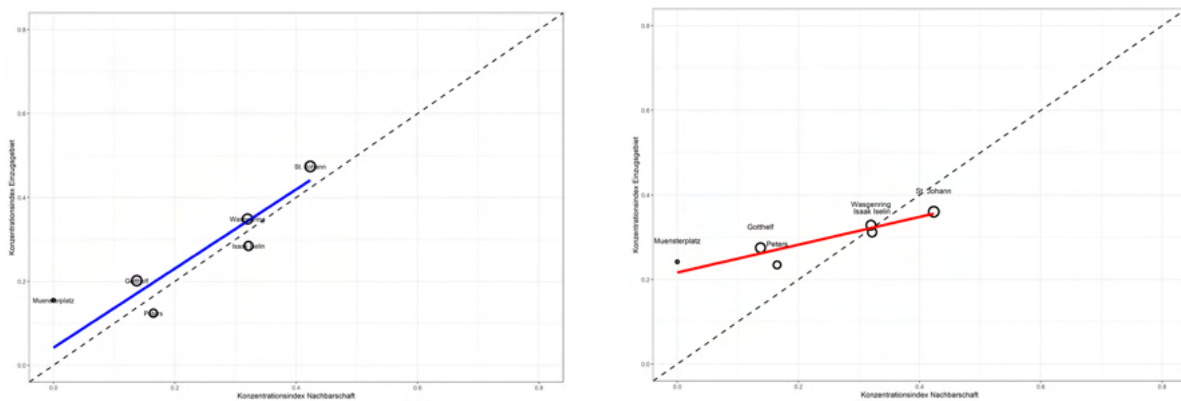 0.8
0.6
0.4
0.2
0.0
Konzentrationsindex Einzugsgebiet
St. Johann
Wasgenring
Isaak Iselin
Gotthelf
Muensterplatz
Peters
0.0
0.2
0.4
0.6
0.8
Konzentrationsindex Nachbarschaft
0.8
0.6
0.4
0.2
0.0
Konzentrationsindex Einzugsgebiet
St. Johann
Wasgenring
Isaak Iselin
Gotthelf
Peters
Muensterplatz
0.0
0.2
0.4
0.6
0.8
Konzentrationsindex Nachbarschaft